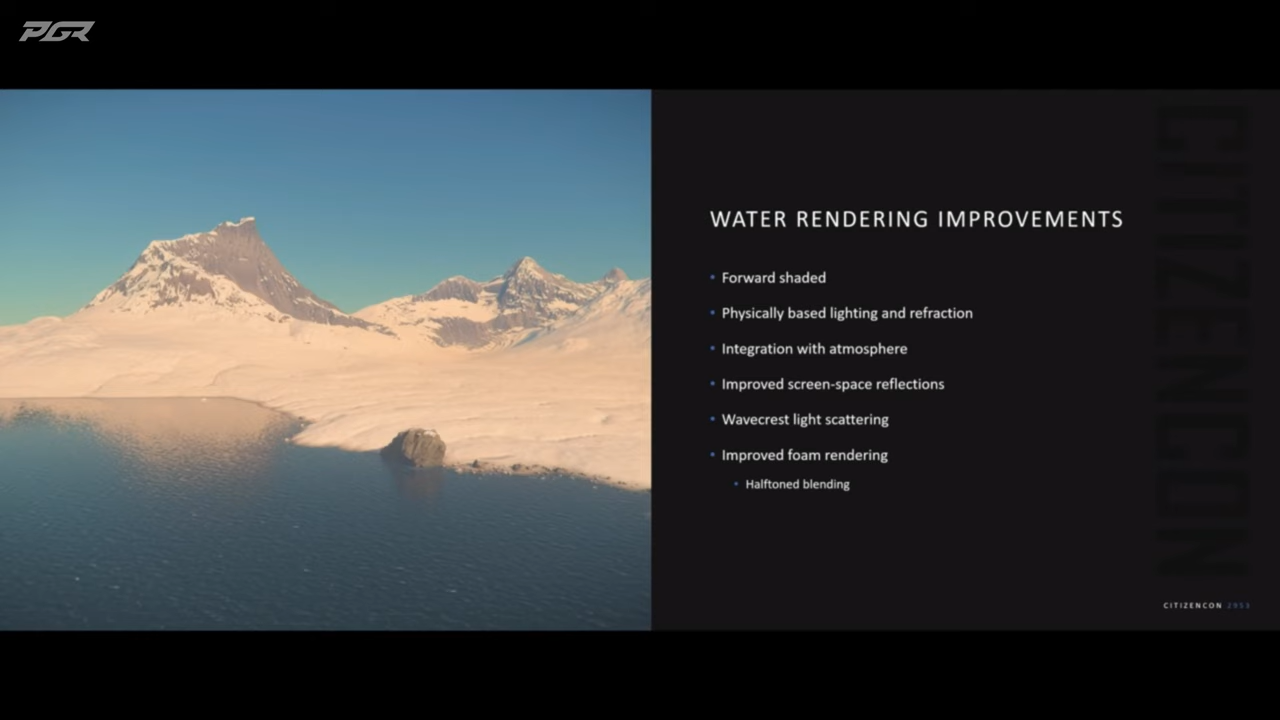 PGR
WATER RENDERING IMPROVEMENTS
• Forward shaded
• Physically based lighting and refraction
• Integration with atmosphere
• Improved screen-space reflections
• Wavecrest light scattering
• Improved foam rendering
• Halftoned blending
CITIZENCON
CITIZENCON 2953